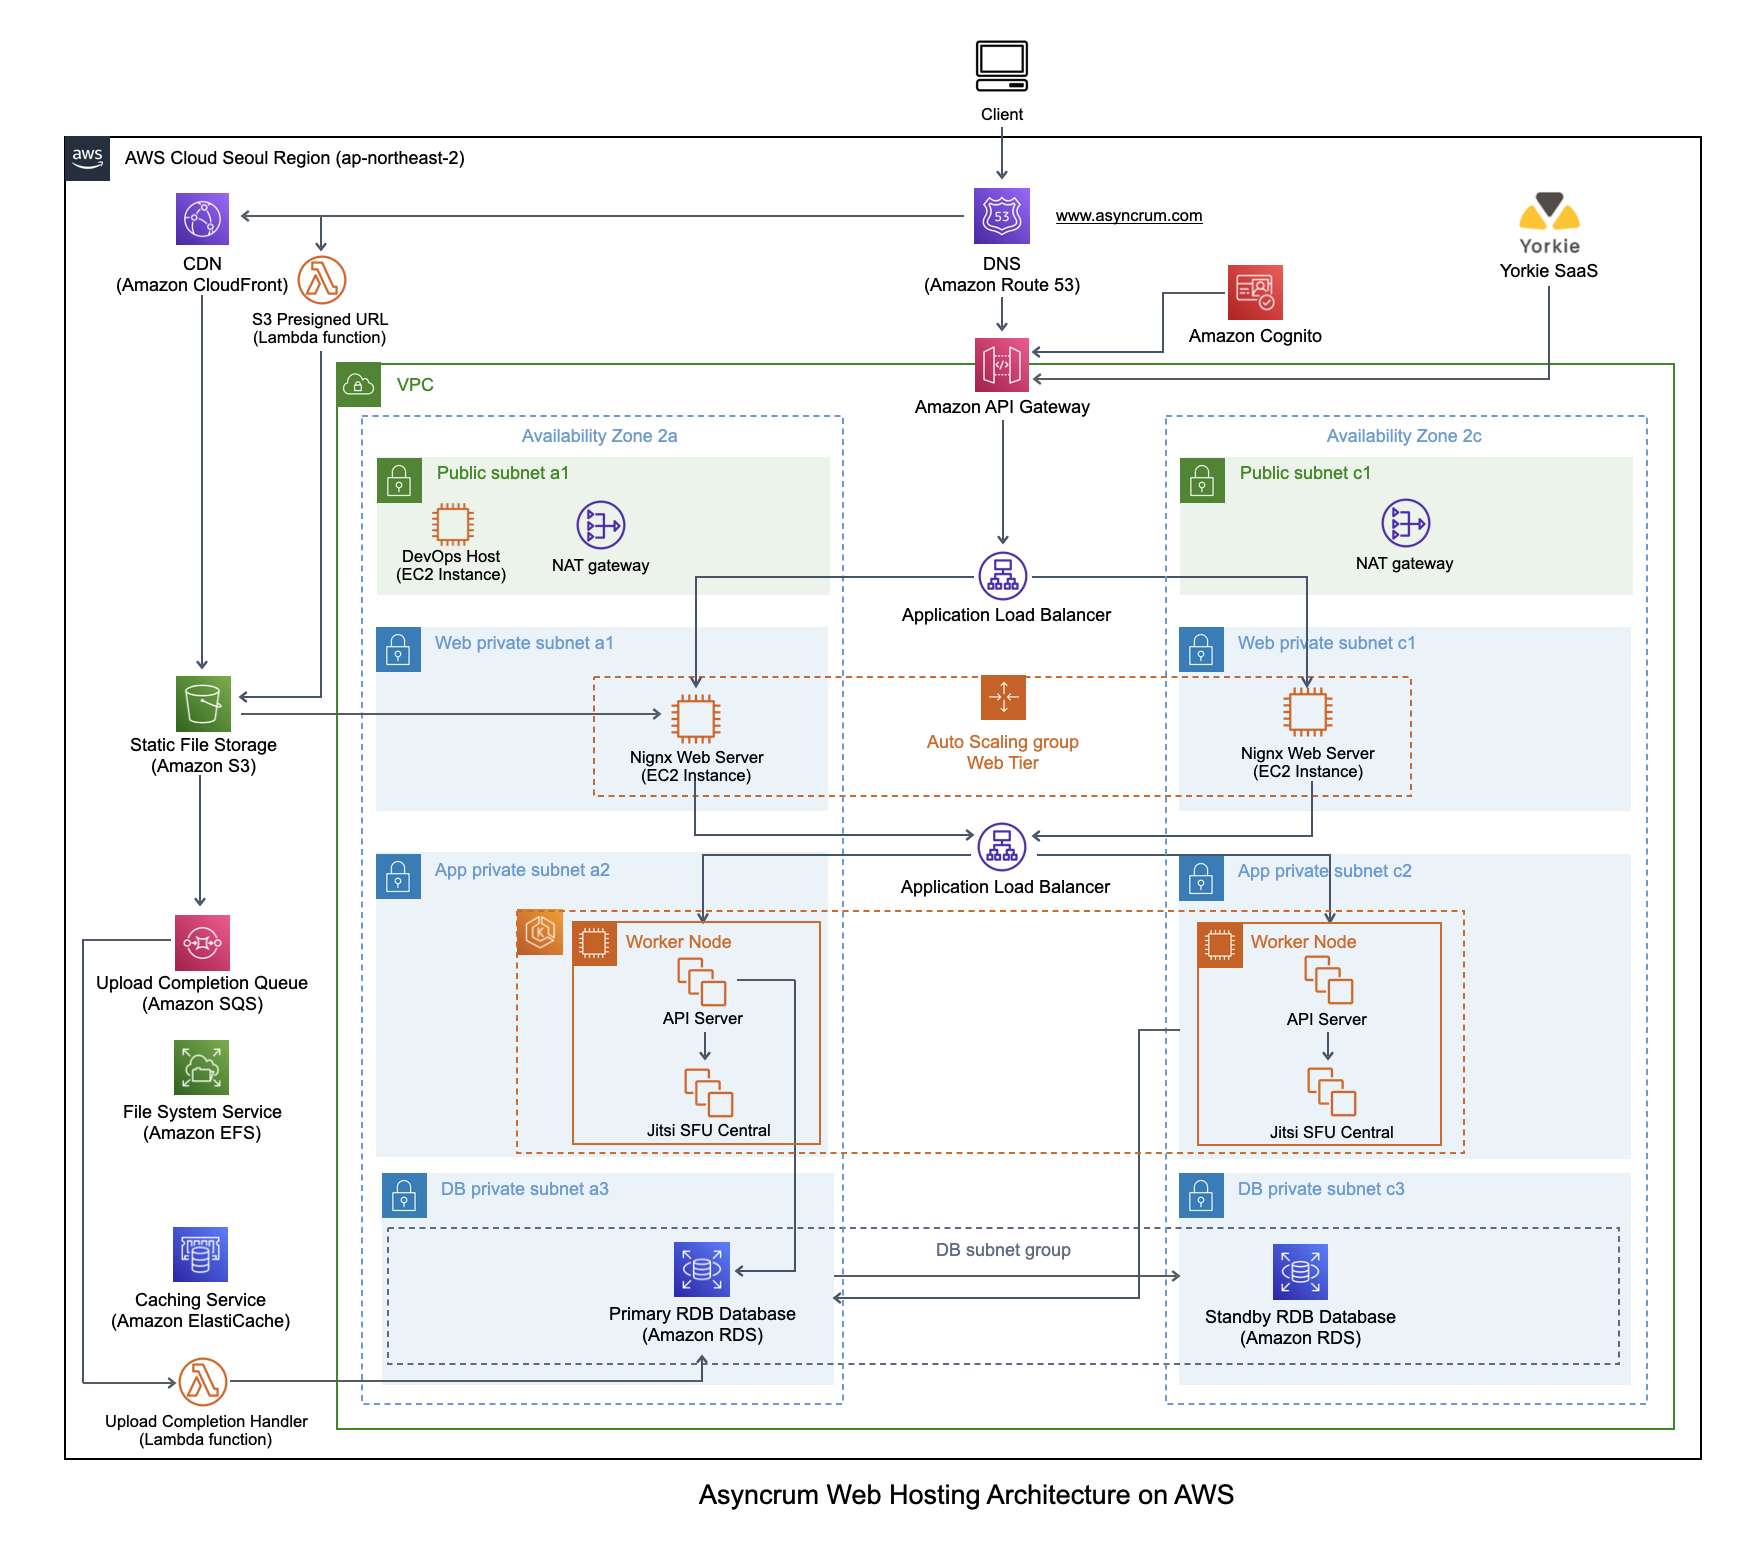 Client
aws
AWS Cloud Seoul Region (ap-northeast-2)
53
www.asyncrum.com
Yorkie
Yorkie SaaS
CDN
(Amazon CloudFront)
DNS
(Amazon Route 53)
S3 Presigned URL
(Lambda function)
Amazon Cognito
VPC
</>
Amazon API Gateway
Availability Zone 2a
Availability Zone 2c
Public subnet a1
Public subnet c1
DevOps Host
(EC2 Instance)
NAT gateway
NAT gateway
Application Load Balancer
Web private subnet a1
Web private subnet c1
Static File Storage
(Amazon S3)
Nignx Web Server
(EC2 Instance)
Auto Scaling group
Web Tier
Nignx Web Server
(EC2 Instance)
Application Load Balancer
App private subnet a2
App private subnet c2
K
Worker Node
Worker Node
Upload Completion Queue
(Amazon SQS)
API Server
API Server
File System Service
(Amazon EFS)
Jitsi SFU Central
Jitsi SFU Central
DB private subnet a3
DB private subnet c3
DB subnet group
Caching Service
(Amazon ElastiCache)
Primary RDB Database
(Amazon RDS)
Standby RDB Database
(Amazon RDS)
Upload Completion Handler
(Lambda function)
Asyncrum Web Hosting Architecture on AWS